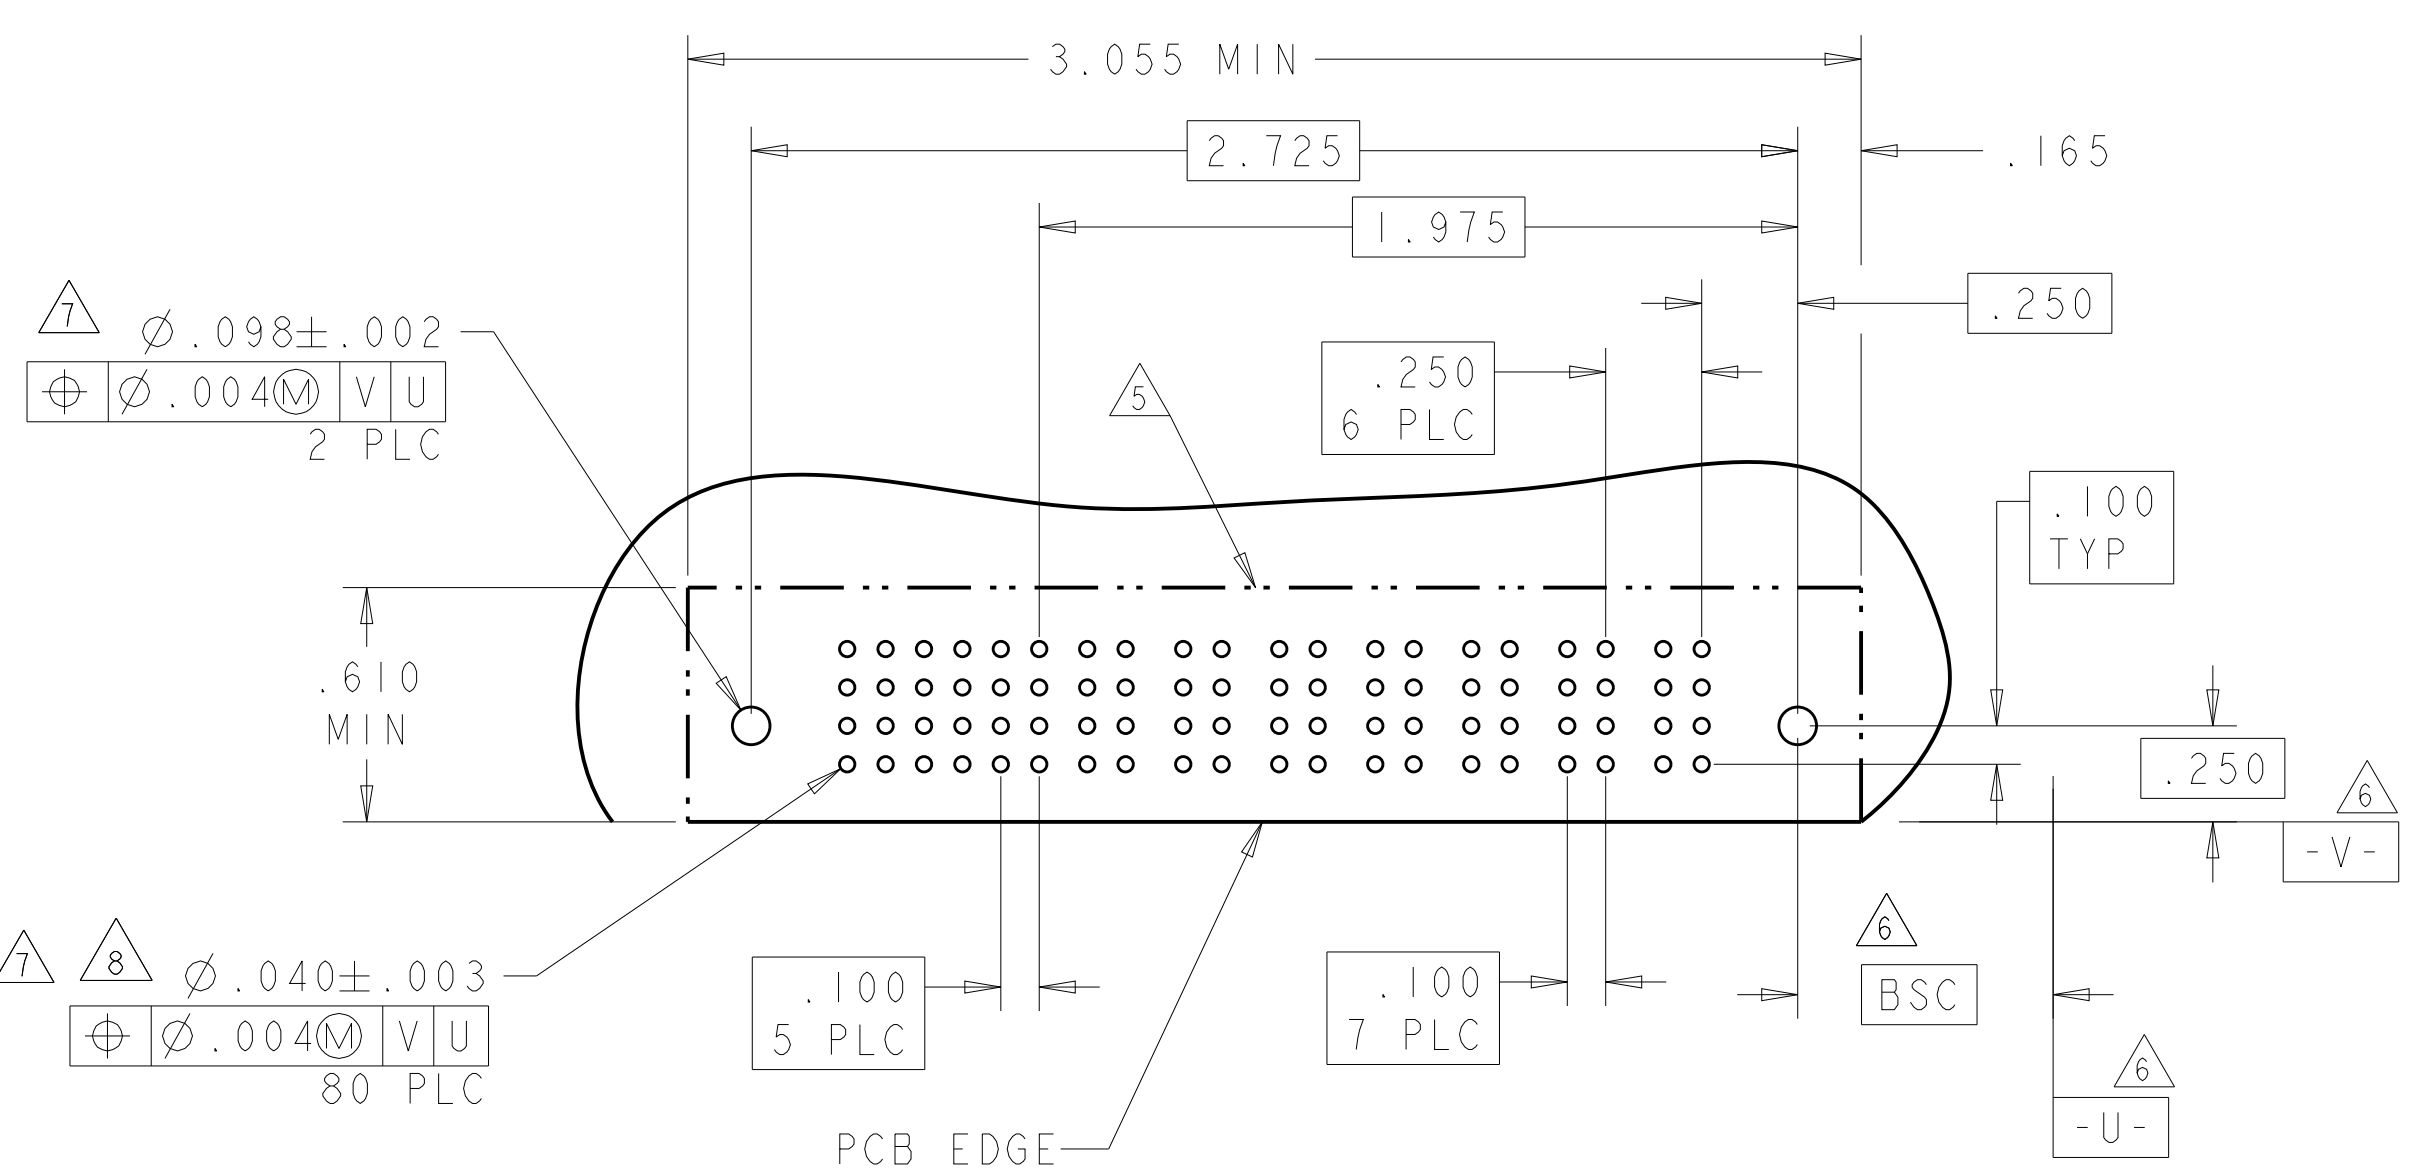 3.055 MIN
2.725
.165
1.975
.250
7
⌀.098±.002
⌖ ⌀.004Ⓜ V U
2 PLC
.250
6 PLC
5
.100
TYP
.610
MIN
.250
6
-V-
7 8
⌀.040±.003
⌖ ⌀.004Ⓜ V U
80 PLC
.100
5 PLC
.100
7 PLC
6
BSC
6
-U-
PCB EDGE